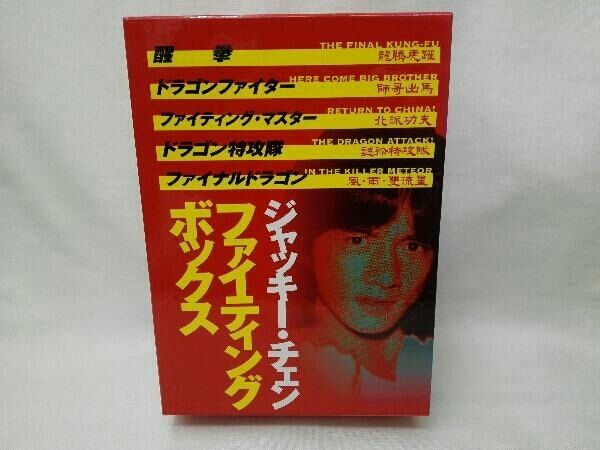 THE FINAL KUNG-FU
醒 拳 龍騰虎躍
HERE COME BIG BROTHER
ドラゴンファイター 師哥出馬
RETURN TO CHINA!
ファイティング・マスター 北派功夫
THE DRAGON ATTACK!
ドラゴン特攻隊 迷你特攻隊
IN THE KILLER METEOR
ファイナルドラゴン 風・雨・雙流星
ジャッキー・チェン
ファイティング
ボックス